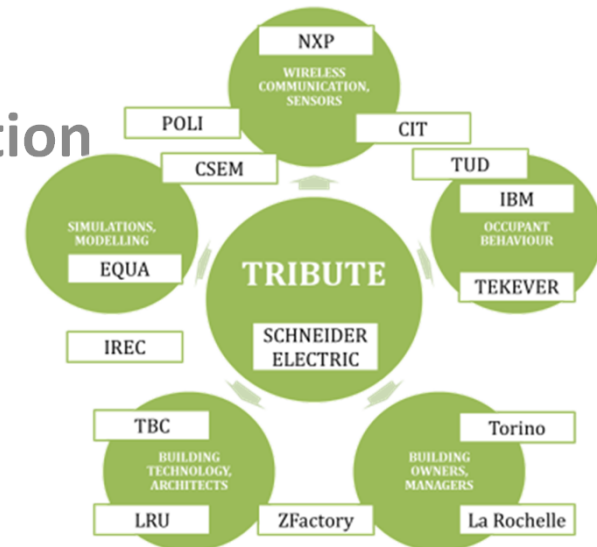 NXP
WIRELESS
COMMUNICATION,
SENSORS
tion
POLI
CIT
CSEM
TUD
IBM
SIMULATIONS,
MODELLING
OCCUPANT
BEHAVIOUR
EQUA
TRIBUTE
TEKEVER
SCHNEIDER
ELECTRIC
IREC
TBC
Torino
BUILDING
TECHNOLOGY,
ARCHITECTS
BUILDING
OWNERS,
MANAGERS
LRU
ZFactory
La Rochelle